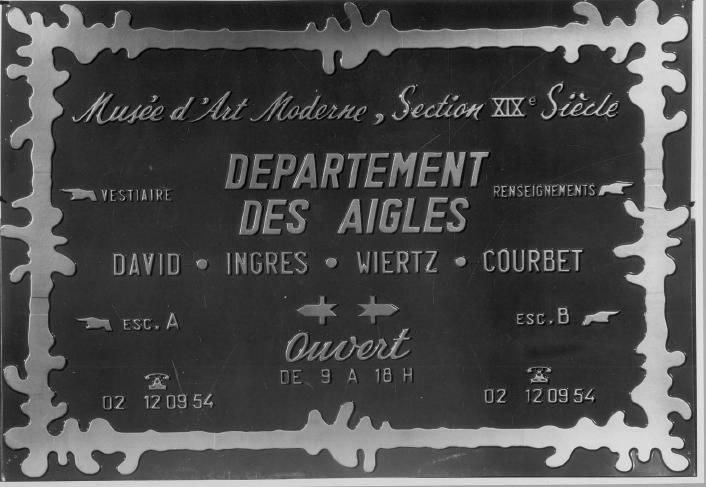 Musée d'Art Moderne, Section XIXe Siècle
DEPARTEMENT
DES AIGLES
VESTIAIRE
RENSEIGNEMENTS
DAVID • INGRES • WIERTZ • COURBET
ESC. A
ESC. B
Ouvert
DE 9 A 18 H
02 12 09 54
02 12 09 54